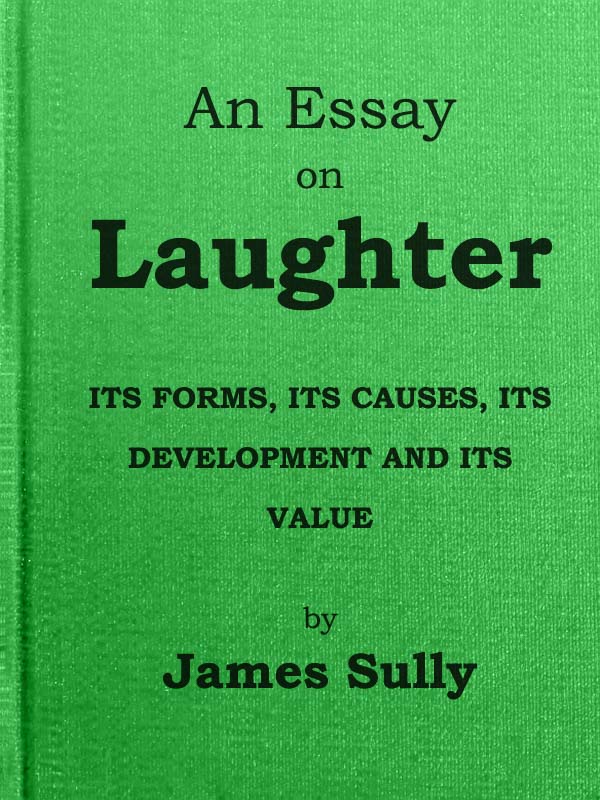 An Essay
on
Laughter
ITS FORMS, ITS CAUSES, ITS
DEVELOPMENT AND ITS
VALUE
by
James Sully